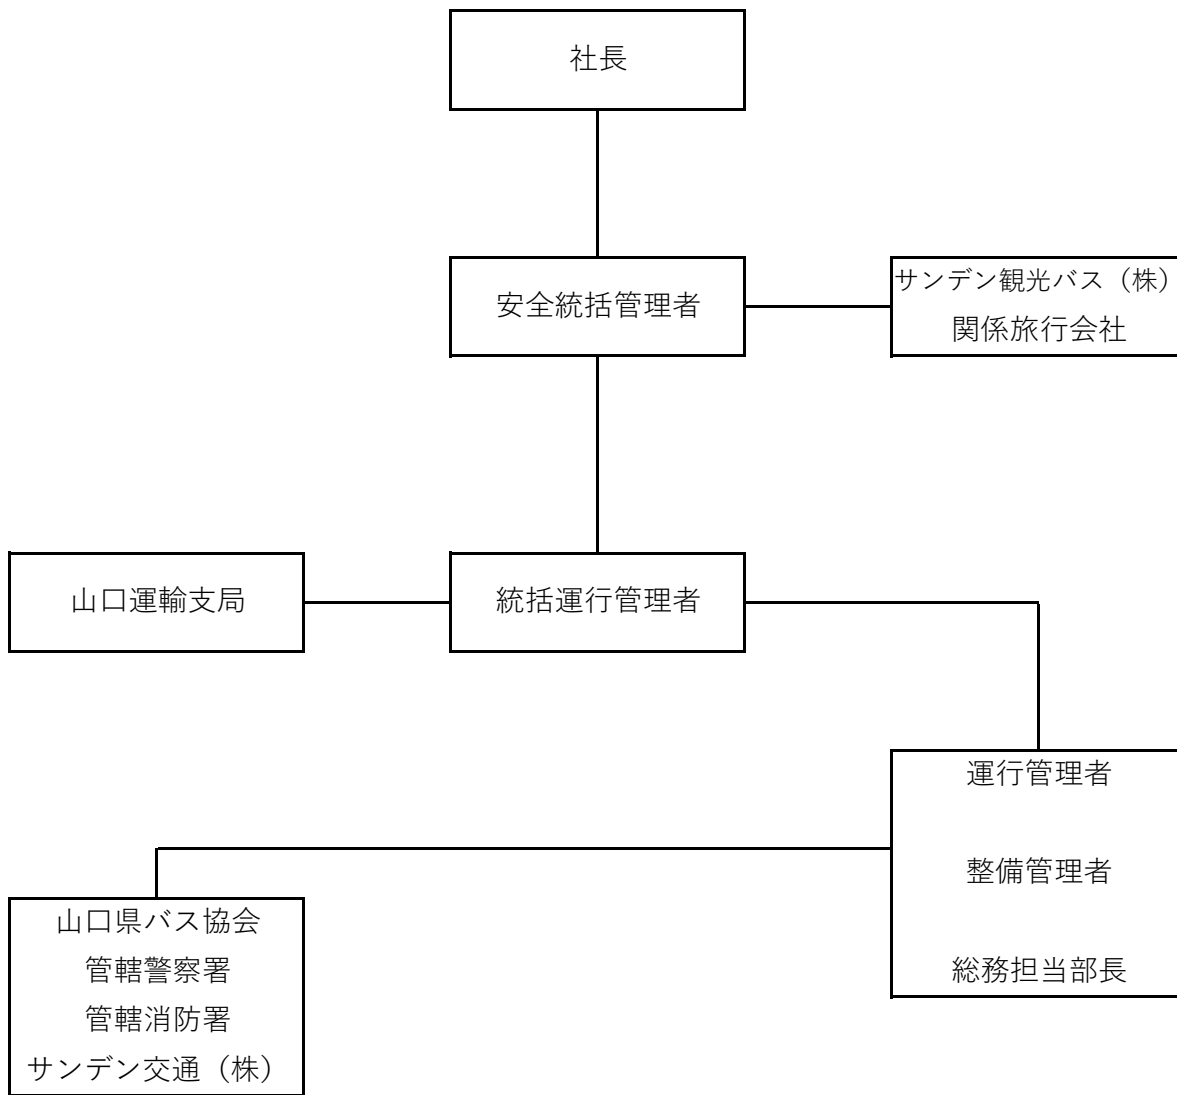 社長
安全統括管理者
サンデン観光バス（株）
関係旅行会社
山口運輸支局
統括運行管理者
運行管理者
整備管理者
総務担当部長
山口県バス協会
管轄警察署
管轄消防署
サンデン交通（株）